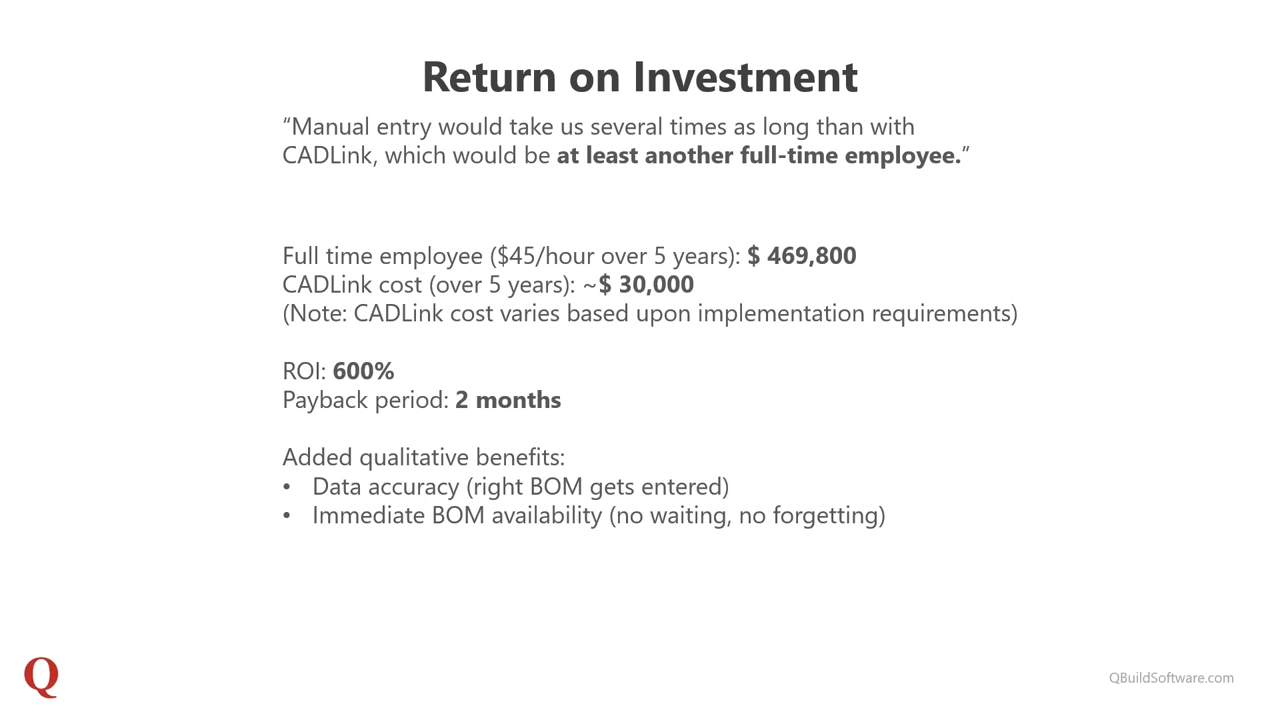 Return on Investment
“Manual entry would take us several times as long than with
CADLink, which would be at least another full-time employee.”
Full time employee ($45/hour over 5 years): $ 469,800
CADLink cost (over 5 years): ~$ 30,000
(Note: CADLink cost varies based upon implementation requirements)
ROI: 600%
Payback period: 2 months
Added qualitative benefits:
• Data accuracy (right BOM gets entered)
• Immediate BOM availability (no waiting, no forgetting)
Q
QBuildSoftware.com